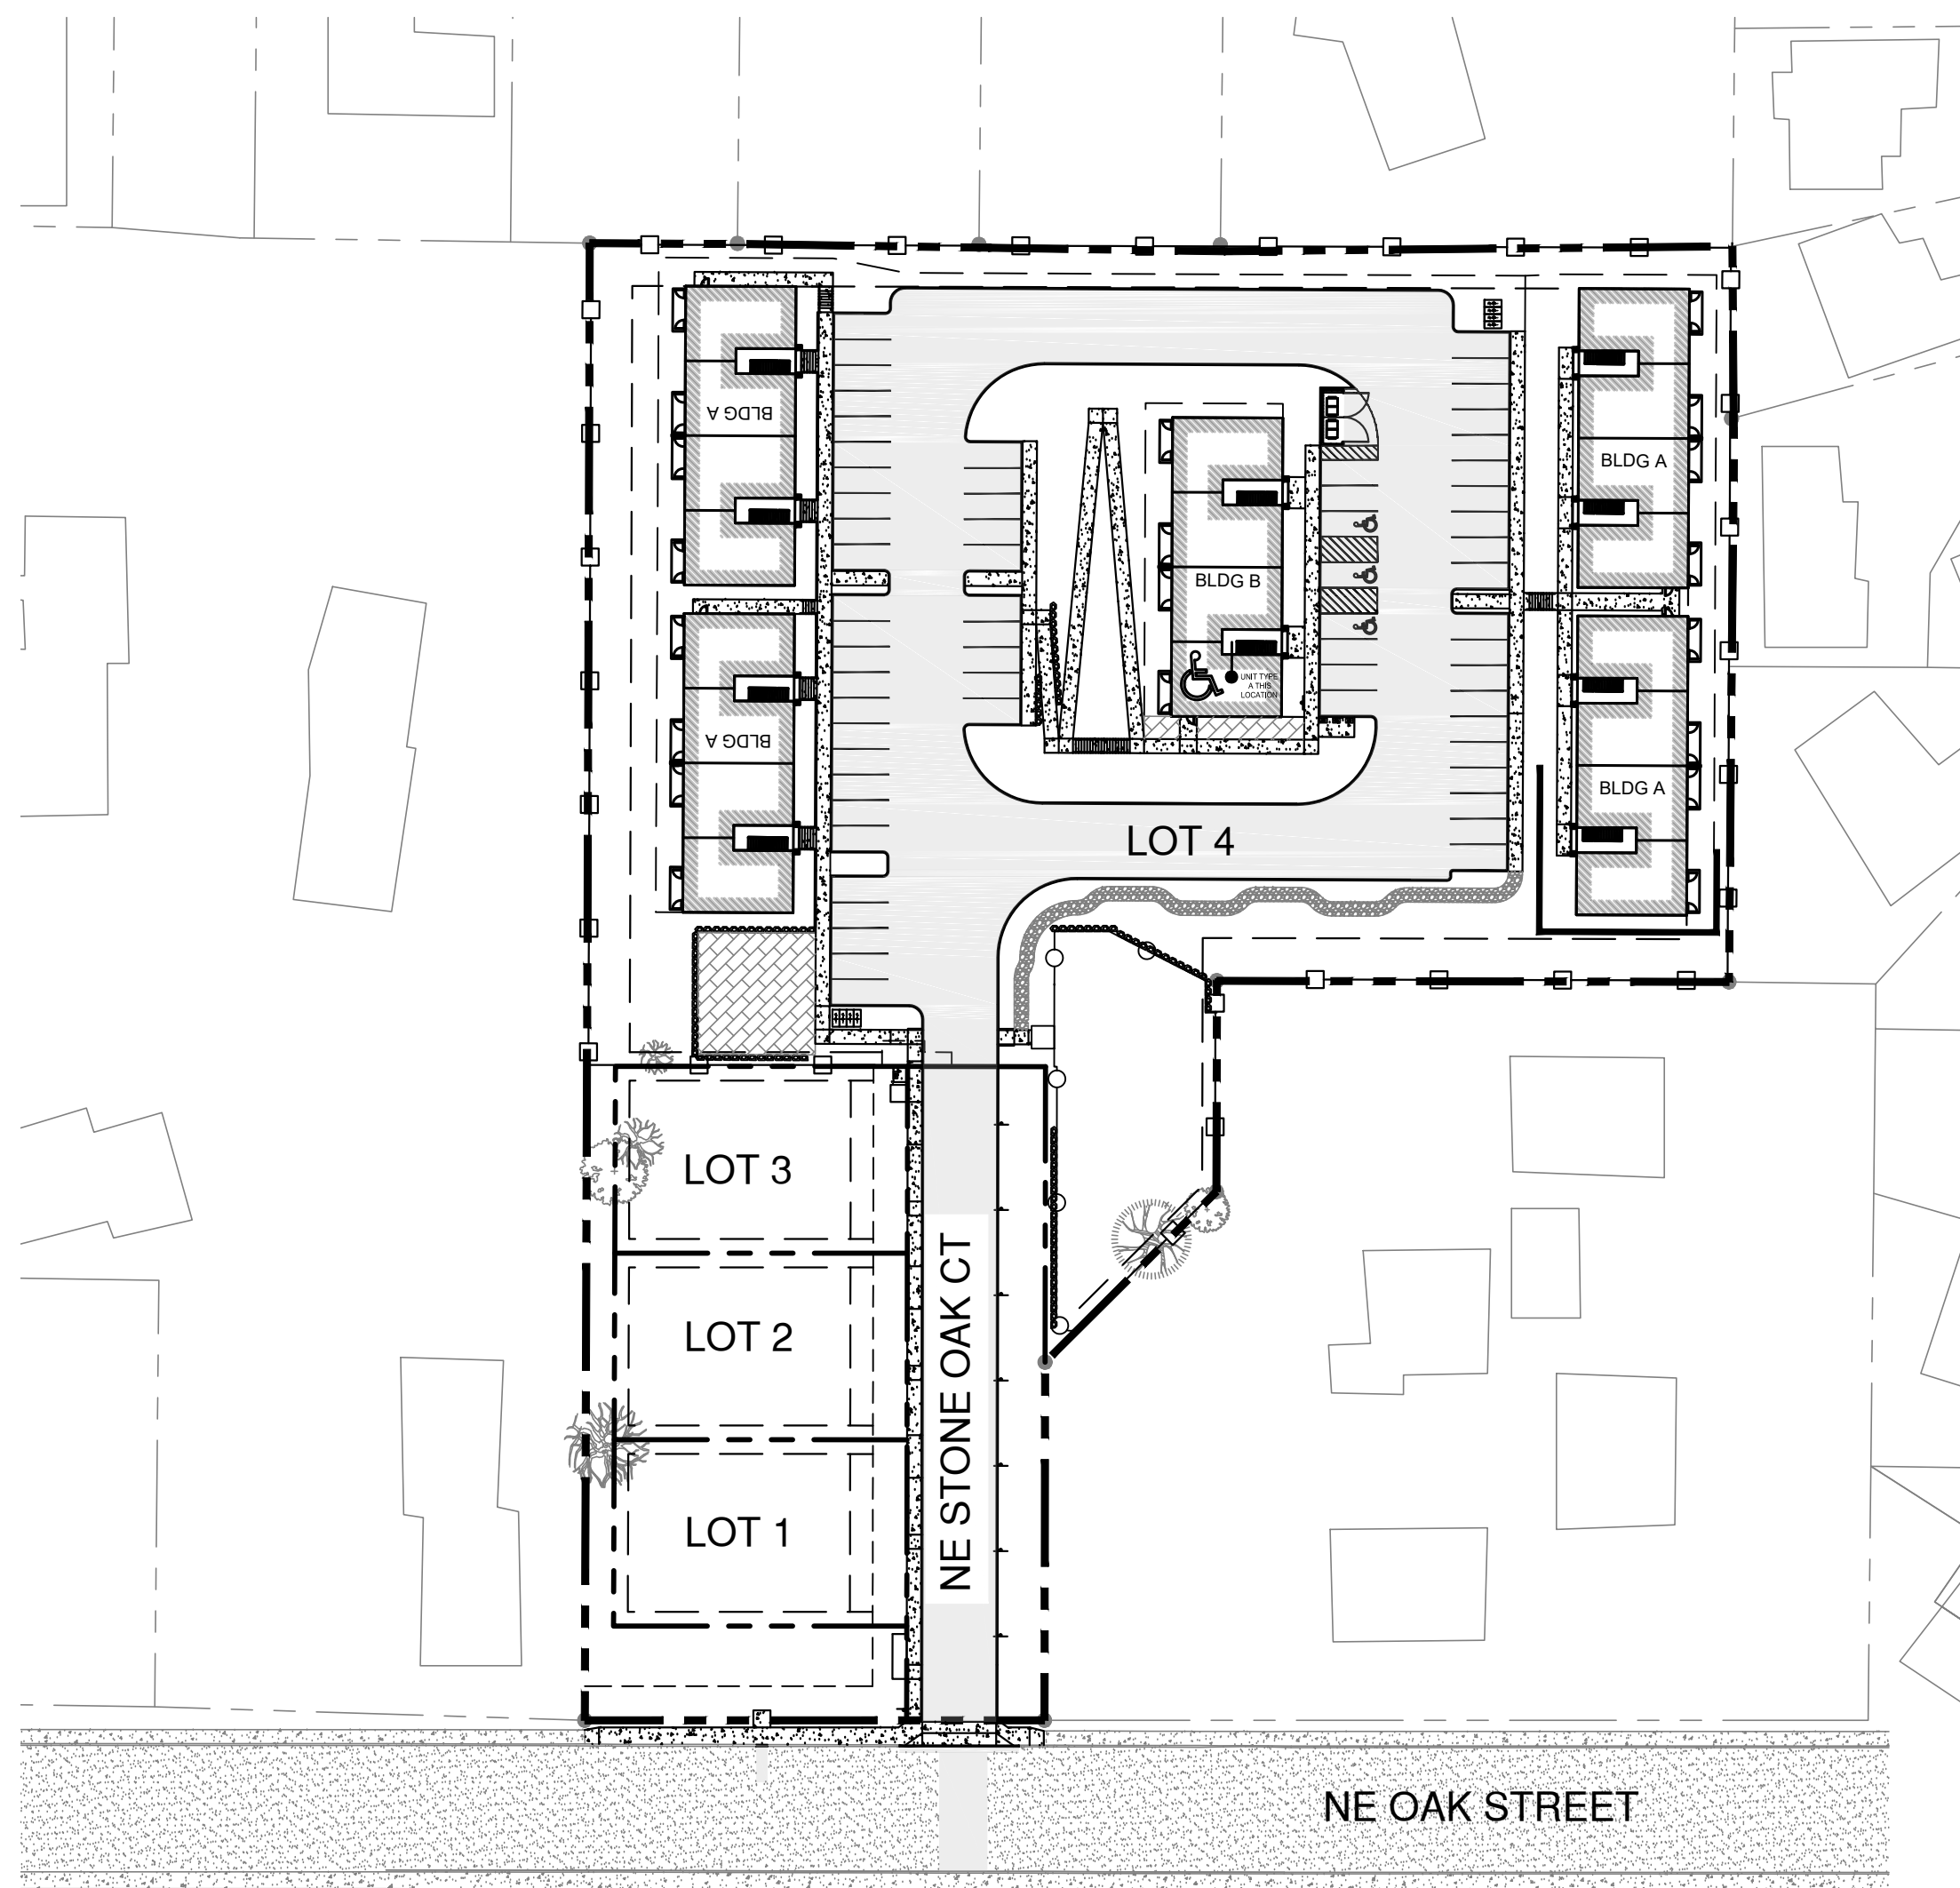 BLDG A
BLDG A
BLDG B
UNIT TYPE
A THIS
LOCATION
BLDG A
BLDG A
LOT 4
LOT 3
LOT 2
LOT 1
NE STONE OAK CT
NE OAK STREET